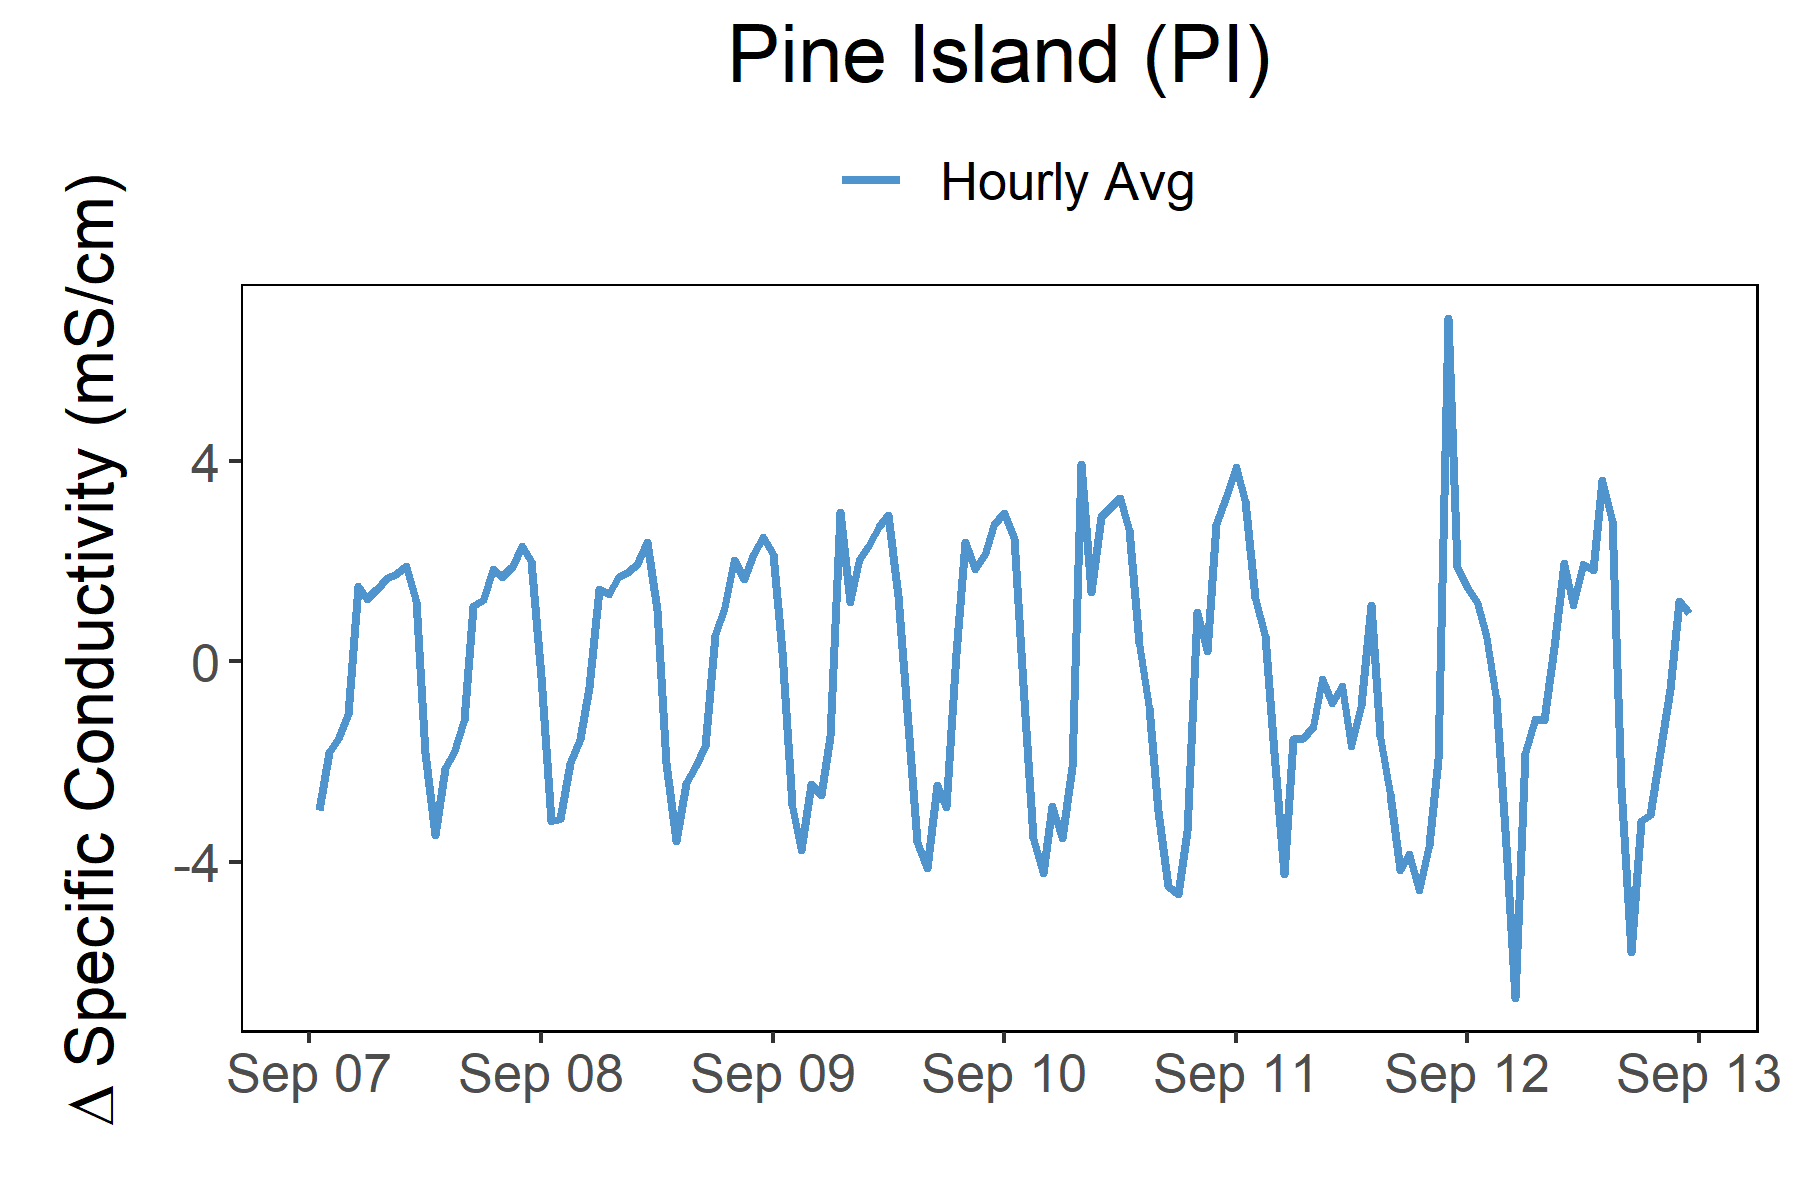 Pine Island (PI)
Hourly Avg
Δ Specific Conductivity (mS/cm)
4
0
-4
Sep 07 Sep 08 Sep 09 Sep 10 Sep 11 Sep 12 Sep 13